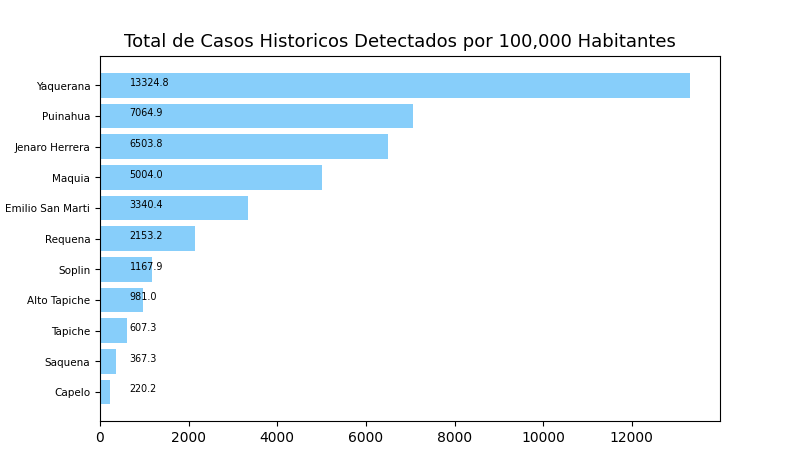 Total de Casos Historicos Detectados por 100,000 Habitantes
Yaquerana 13324.8
Puinahua 7064.9
Jenaro Herrera 6503.8
Maquia 5004.0
Emilio San Marti 3340.4
Requena 2153.2
Soplin 1167.9
Alto Tapiche 981.0
Tapiche 607.3
Saquena 367.3
Capelo 220.2
0 2000 4000 6000 8000 10000 12000